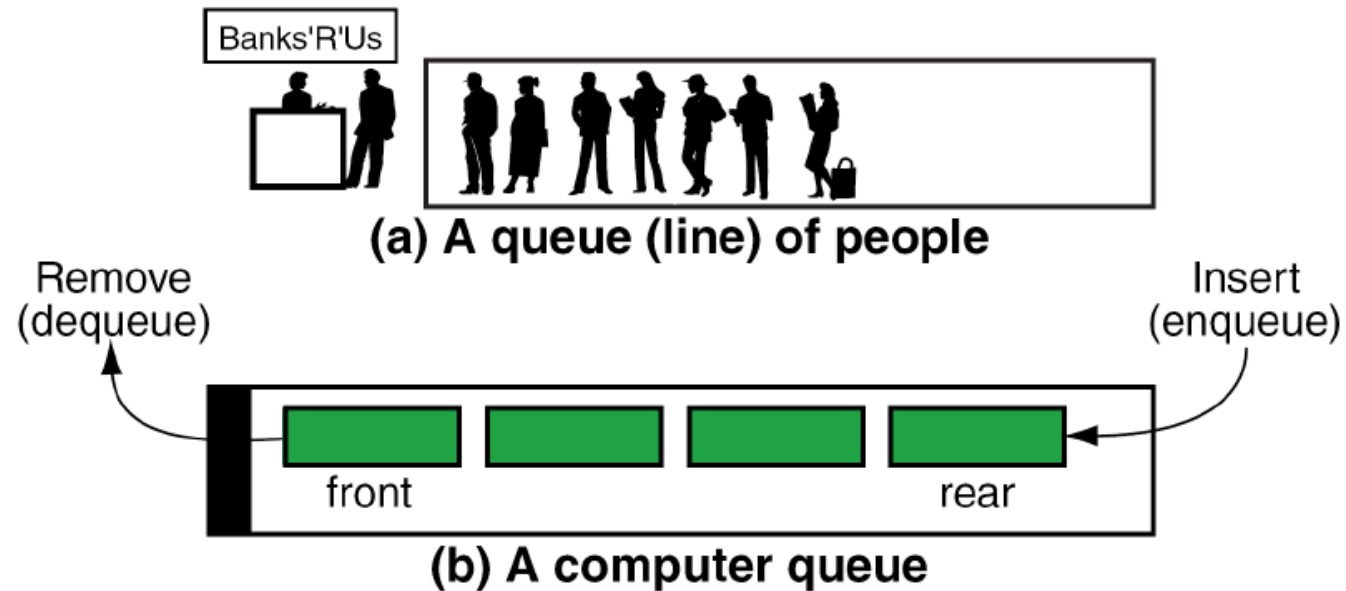 Banks'R'Us
(a) A queue (line) of people
Remove
(dequeue)
Insert
(enqueue)
front
rear
(b) A computer queue